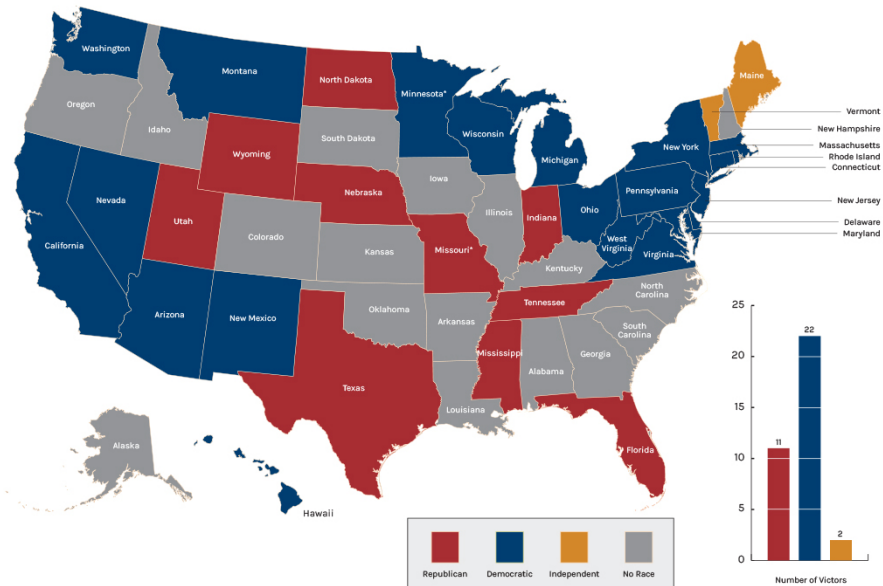 Washington
Montana
North Dakota
Minnesota*
Maine
Oregon
Idaho
Wyoming
South Dakota
Wisconsin
Michigan
New York
Vermont
New Hampshire
Massachusetts
Rhode Island
Connecticut
Nevada
Utah
Colorado
Nebraska
Iowa
Illinois
Indiana
Ohio
Pennsylvania
New Jersey
Delaware
Maryland
West
Virginia
Virginia
California
Kansas
Missouri*
Kentucky
North
Carolina
Tennessee
Arizona
New Mexico
Oklahoma
Arkansas
South
Carolina
Mississippi
Alabama
Georgia
Texas
Louisiana
Florida
Alaska
Hawaii
25
20
15
10
5
0
11
22
2
Number of Victors
Republican
Democratic
Independent
No Race